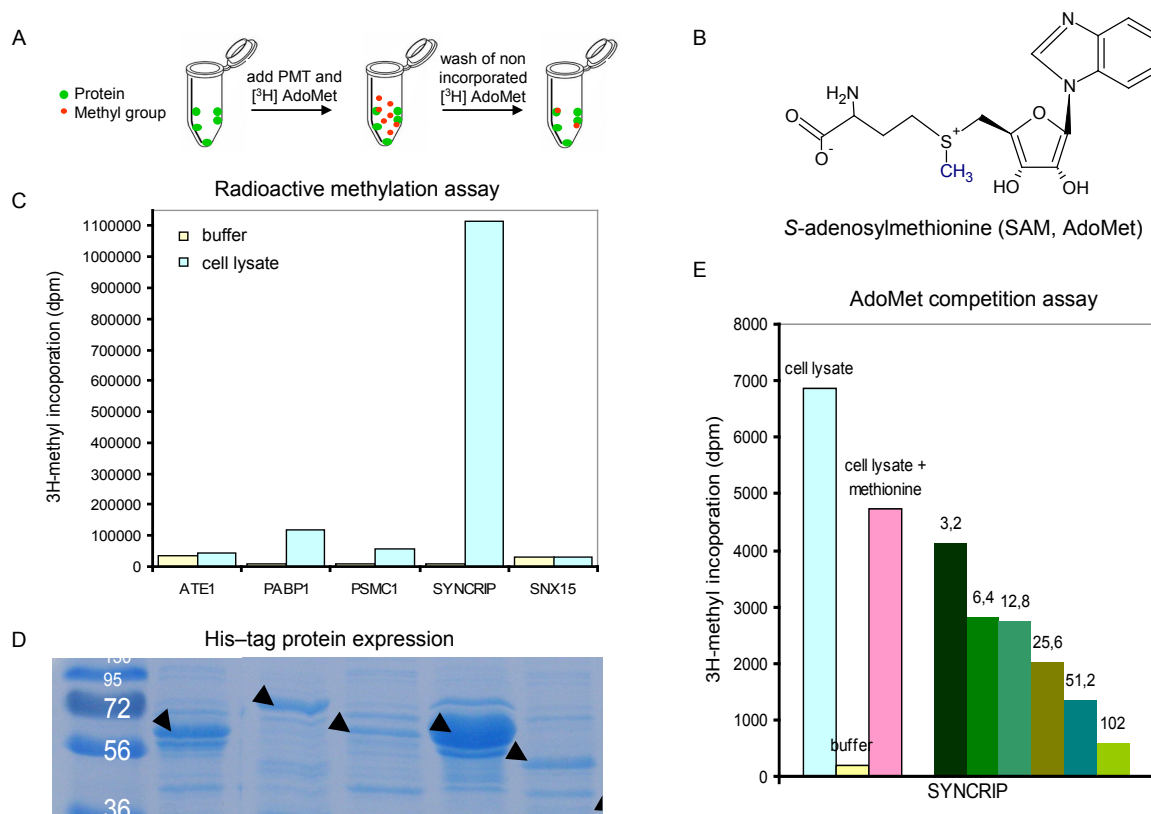 A
Protein
Methyl group
add PMT and
[³H] AdoMet
wash of non
incorporated
[³H] AdoMet
B
N
N
H₂N
O
O⁻
S⁺
CH₃
O
HO
OH
S-adenosylmethionine (SAM, AdoMet)
C
Radioactive methylation assay
buffer
cell lysate
3H-methyl incoporation (dpm)
1100000
1000000
900000
800000
700000
600000
500000
400000
300000
200000
100000
0
ATE1 PABP1 PSMC1 SYNCRIP SNX15
D
His–tag protein expression
130
95
72
56
36
E
AdoMet competition assay
3H-methyl incoporation (dpm)
8000
7000
6000
5000
4000
3000
2000
1000
0
cell lysate
buffer
cell lysate +
methionine
3,2
6,4
12,8
25,6
51,2
102
SYNCRIP